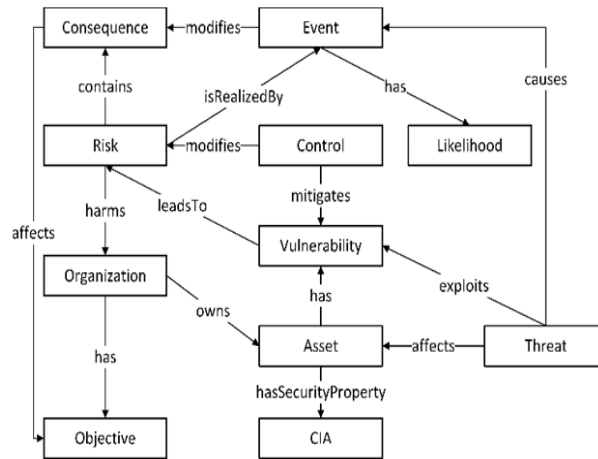 Consequence
modifies
Event
contains
isRealizedBy
has
causes
Risk
modifies
Control
Likelihood
harms
leadsTo
mitigates
affects
Organization
Vulnerability
owns
has
exploits
has
Asset
affects
Threat
hasSecurityProperty
Objective
CIA